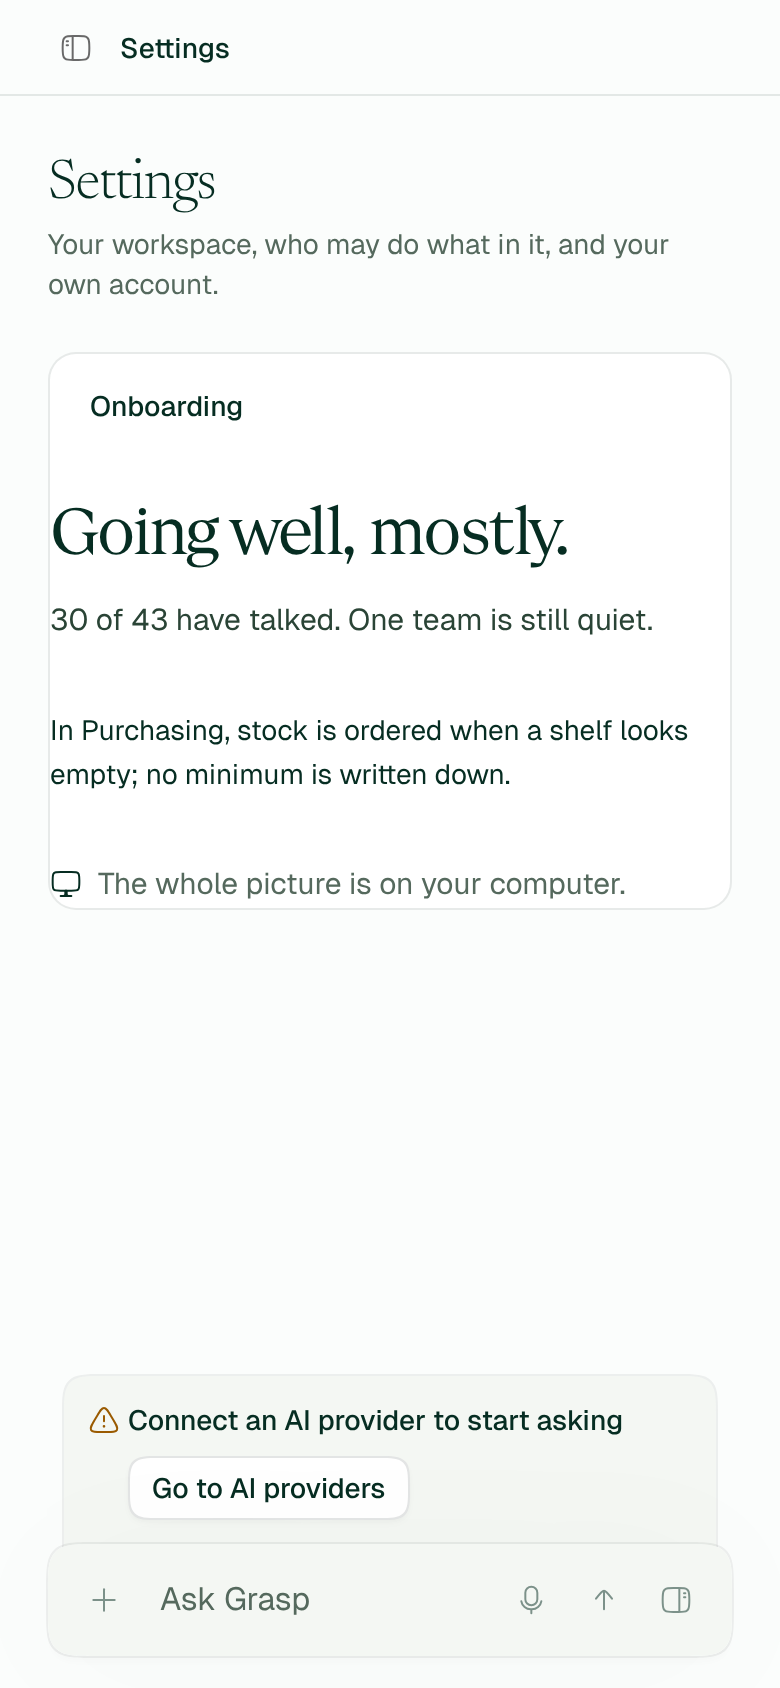 Settings
Settings
Your workspace, who may do what in it, and your
own account.
Onboarding
Going well, mostly.
30 of 43 have talked. One team is still quiet.
In Purchasing, stock is ordered when a shelf looks
empty; no minimum is written down.
The whole picture is on your computer.
Connect an AI provider to start asking
Go to AI providers
Ask Grasp